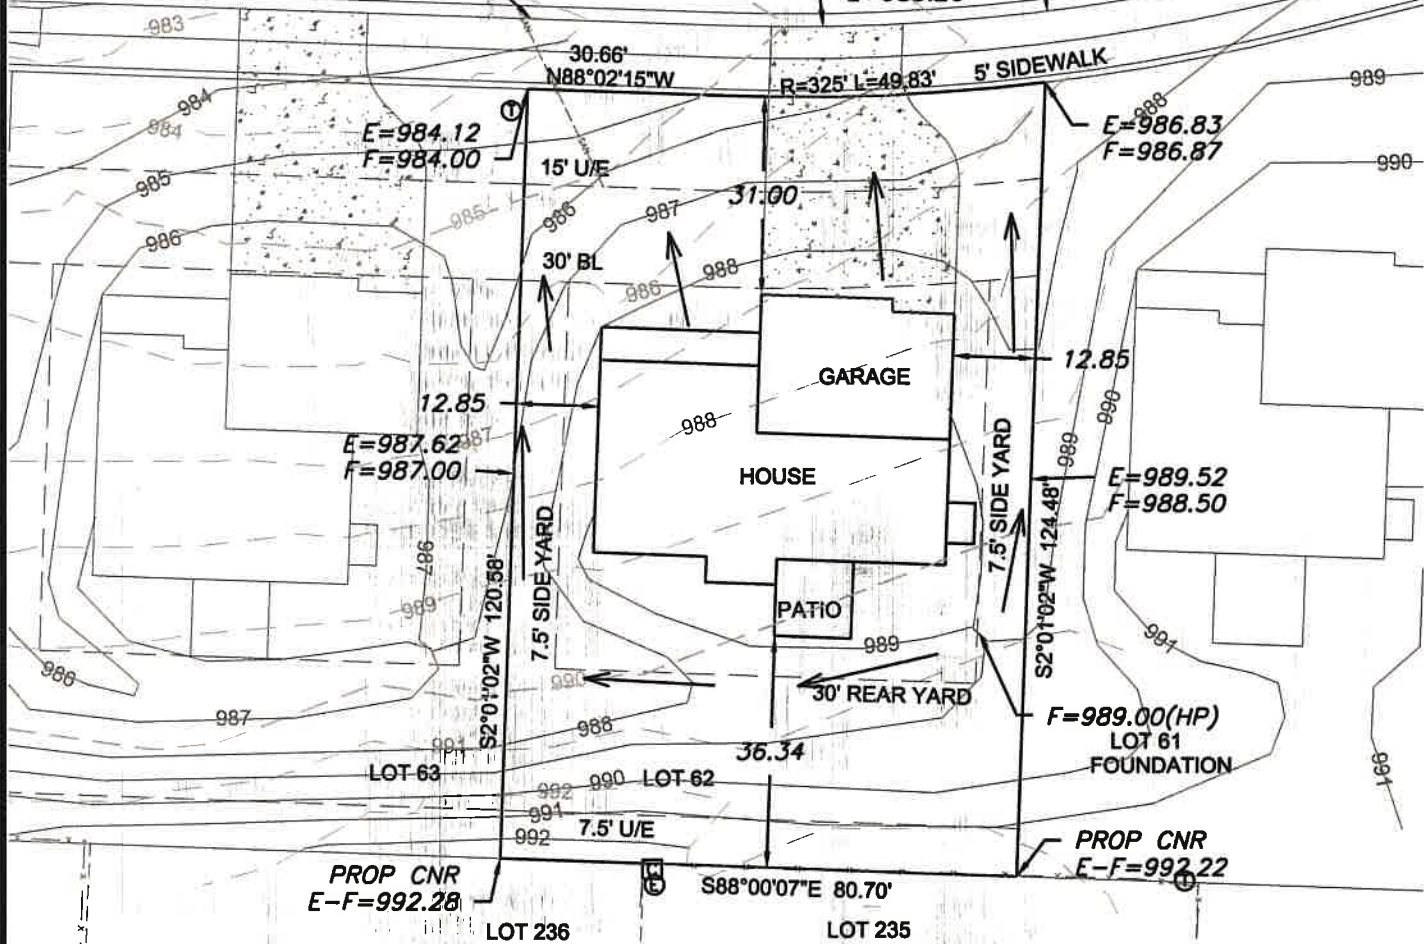 983
30.66'
N88°02'15"W
R=325' L=49.83'
5' SIDEWALK
989
984
984
E=984.12
F=984.00
988
E=986.83
F=986.87
15' U/E
990
985
31.00
985
986
987
986
30' BL
988
986
GARAGE
12.85
12.85
988
990
E=987.62
F=987.00
987
HOUSE
989
E=989.52
F=988.50
7.5' SIDE YARD
7.5' SIDE YARD
S2°01'02"W 120.58'
S2°01'02"W 124.48'
987
989
PATIO
989
991
986
990
30' REAR YARD
987
988
F=989.00(HP)
991
36.34
LOT 61
FOUNDATION
LOT 63
992
990
LOT 62
991
991
992
7.5' U/E
PROP CNR
E-F=992.22
PROP CNR
E-F=992.28
C
E
T
T
S88°00'07"E 80.70'
LOT 236
LOT 235